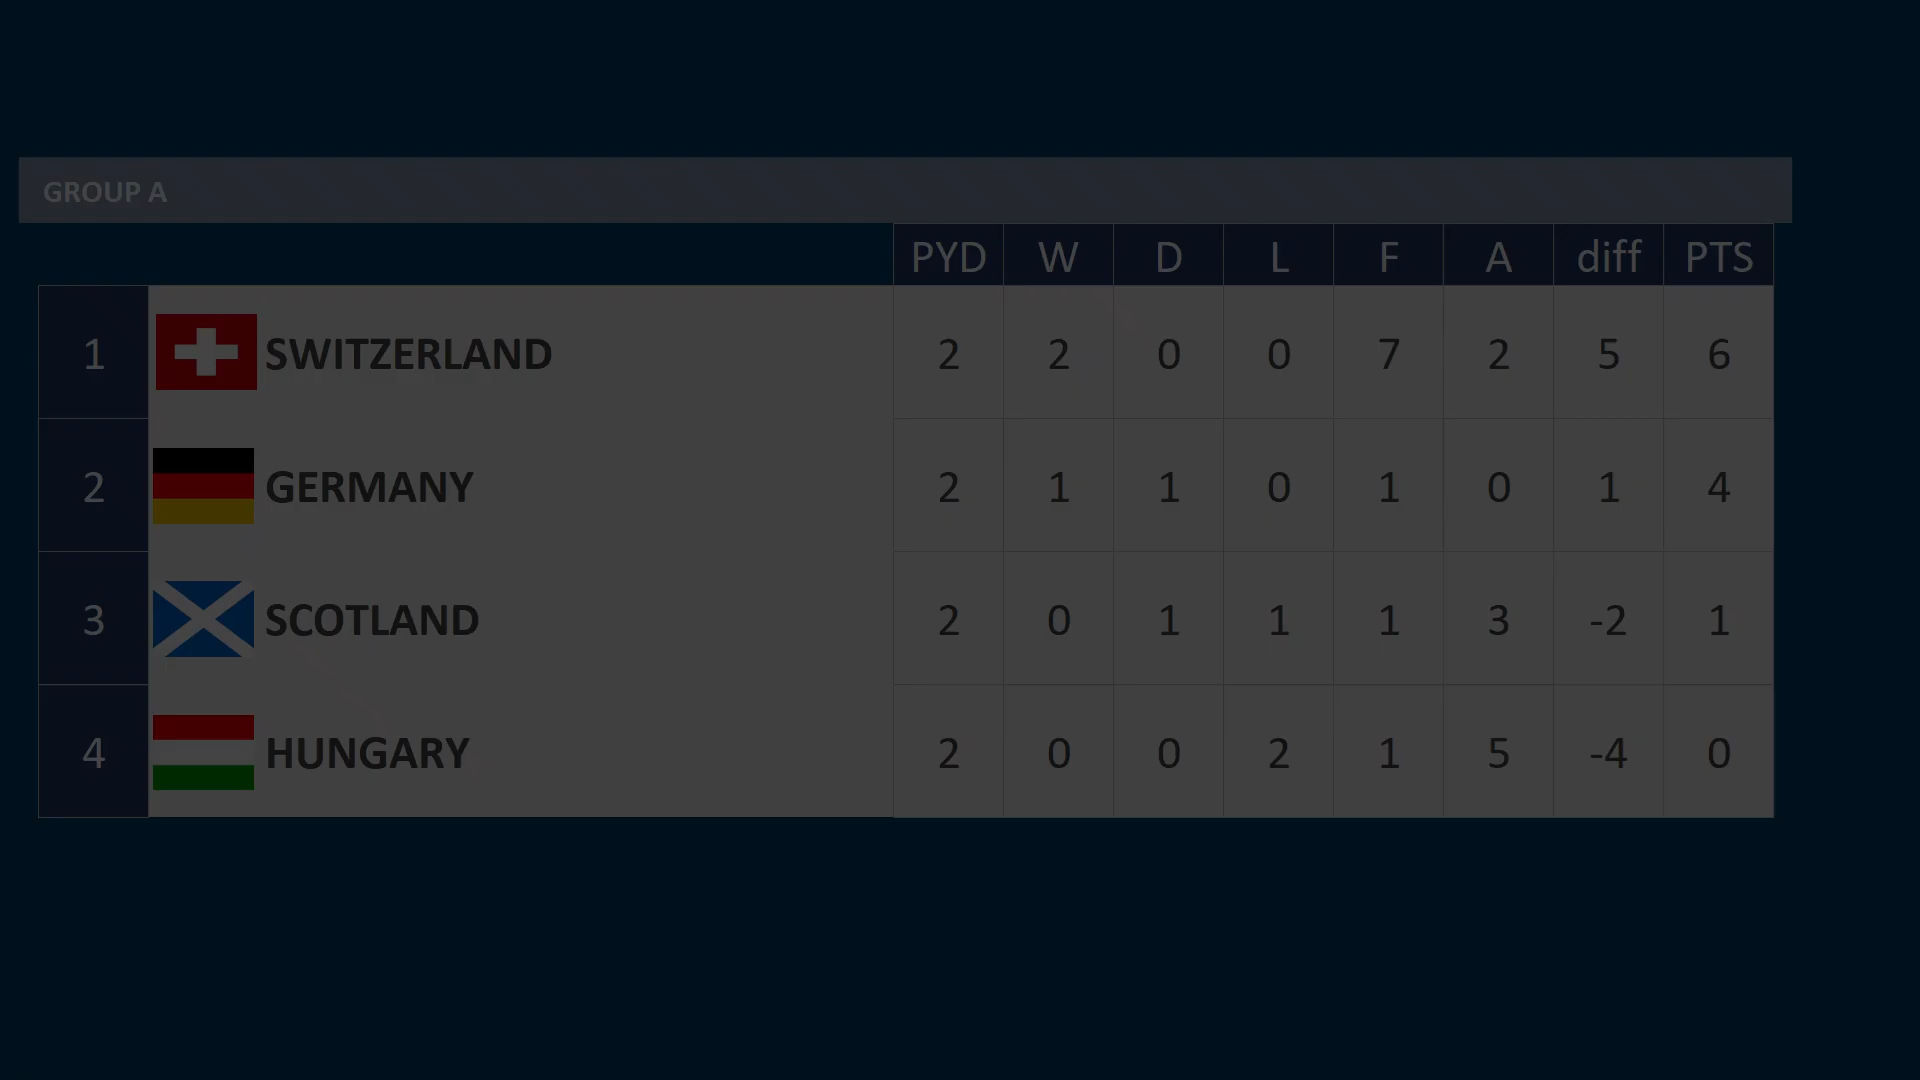 GROUP A
PYD W D L F A diff PTS
1 SWITZERLAND 2 2 0 0 7 2 5 6
2 GERMANY 2 1 1 0 1 0 1 4
3 SCOTLAND 2 0 1 1 1 3 -2 1
4 HUNGARY 2 0 0 2 1 5 -4 0